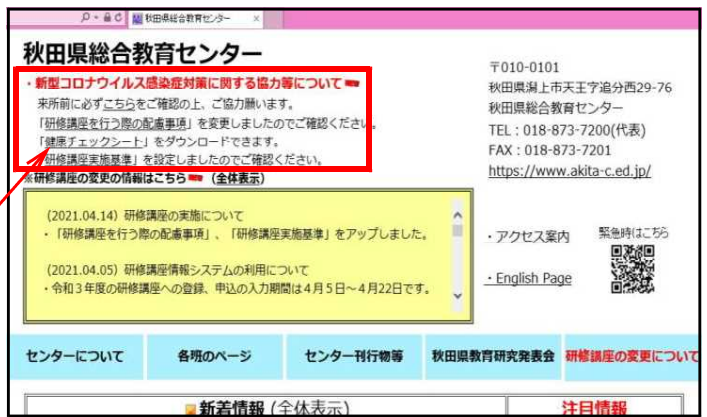 秋田県総合教育センター
秋田県総合教育センター
・新型コロナウイルス感染症対策に関する協力等について
来所前に必ずこちらをご確認の上、ご協力願います。
「研修講座を行う際の配慮事項」を変更しましたのでご確認ください。
「健康チェックシート」をダウンロードできます。
「研修講座実施基準」を設定しましたのでご確認ください。
※研修講座の変更の情報はこちら (全体表示)
(2021.04.14) 研修講座の実施について
・「研修講座を行う際の配慮事項」、「研修講座実施基準」をアップしました。
(2021.04.05) 研修講座情報システムの利用について
・令和3年度の研修講座への登録、申込の入力期間は4月5日～4月22日です。
〒010-0101
秋田県潟上市天王字追分西29-76
秋田県総合教育センター
TEL：018-873-7200(代表)
FAX：018-873-7201
https://www.akita-c.ed.jp/
・アクセス案内
緊急時はこちら
・English Page
センターについて
各班のページ
センター刊行物等
秋田県教育研究発表会
研修講座の変更について
新着情報 (全体表示)
注目情報